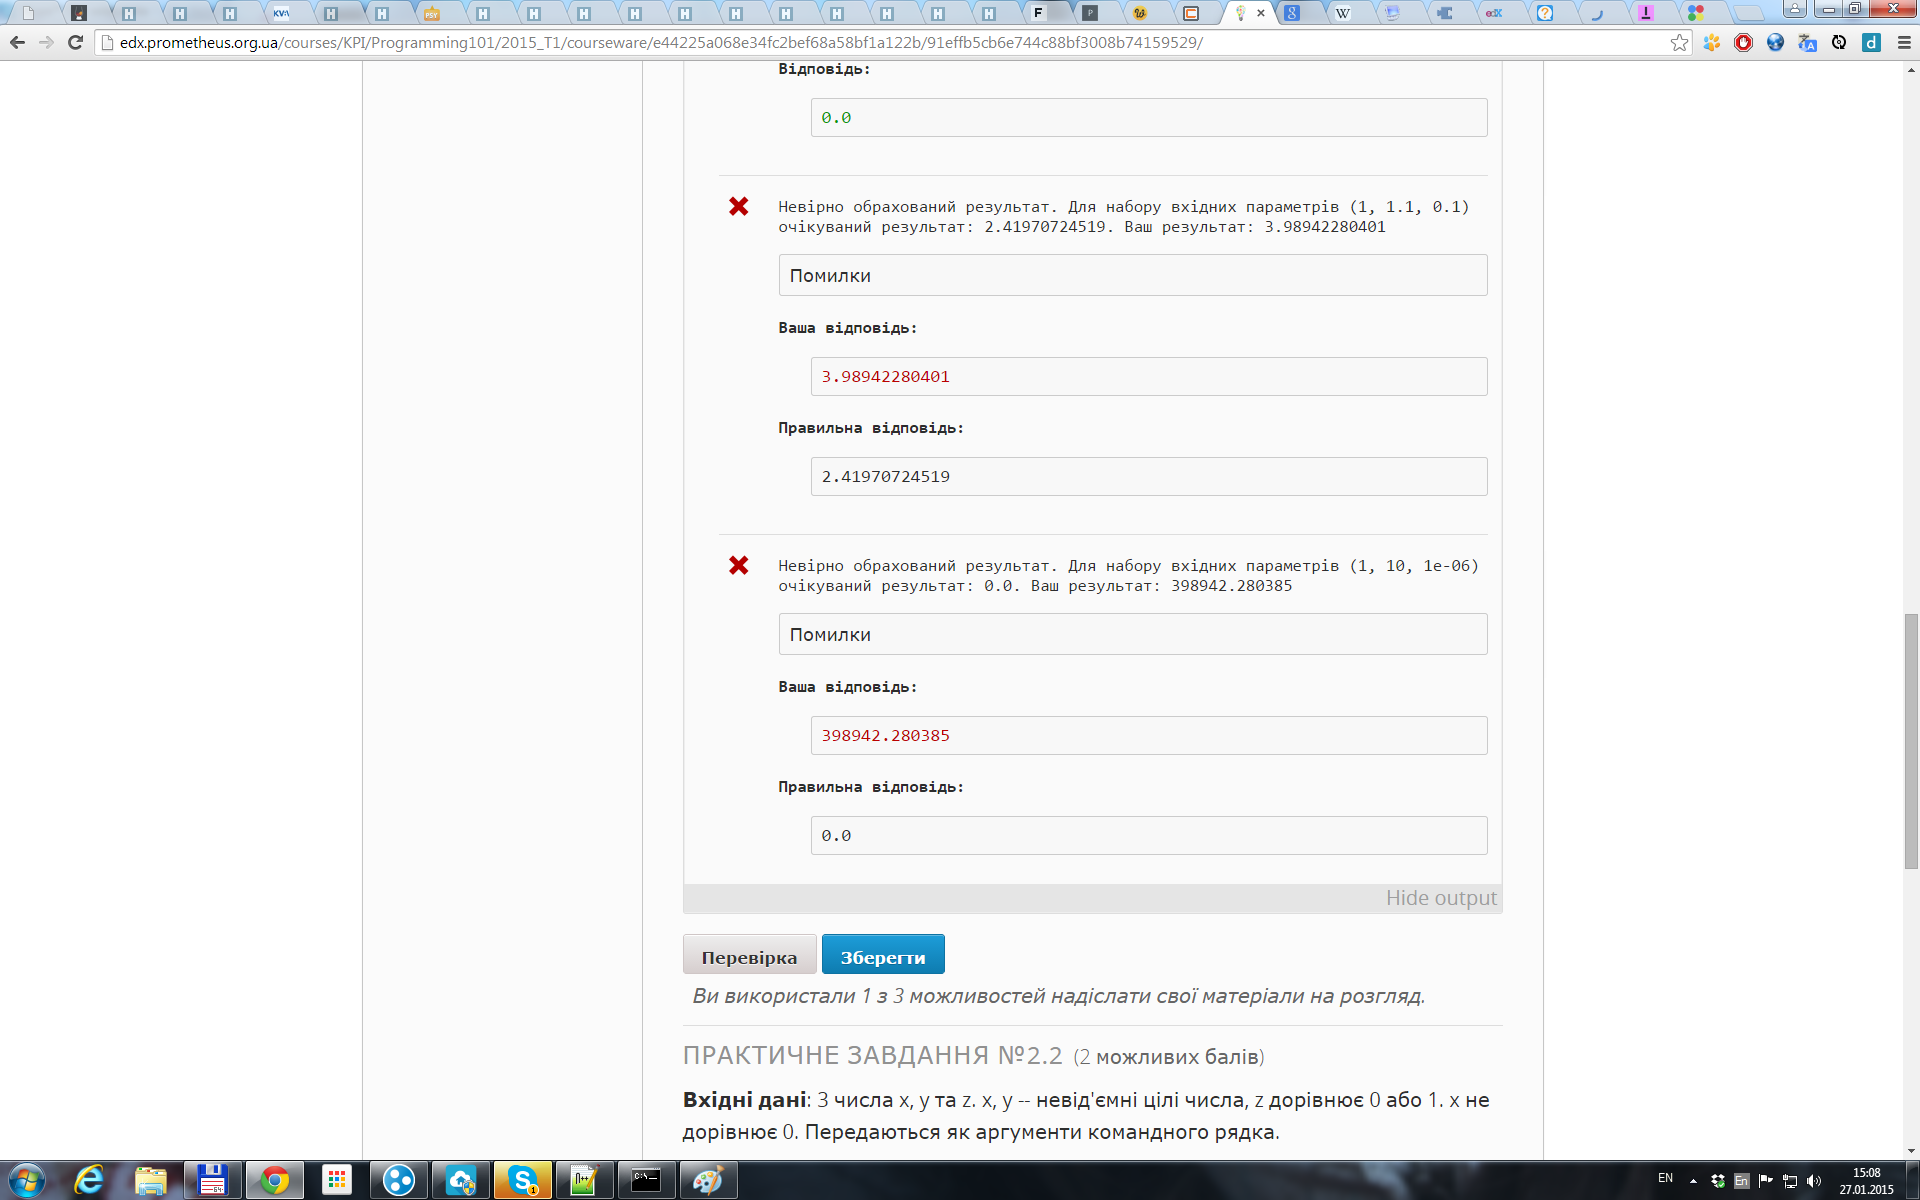 edx.prometheus.org.ua/courses/KPI/Programming101/2015_T1/courseware/e44225a068e34fc2bef68a58bf1a122b/91effb5cb6e744c88bf3008b74159529/
Відповідь:
0.0
Невірно обрахований результат. Для набору вхідних параметрів (1, 1.1, 0.1)
очікуваний результат: 2.41970724519. Ваш результат: 3.98942280401
Помилки
Ваша відповідь:
3.98942280401
Правильна відповідь:
2.41970724519
Невірно обрахований результат. Для набору вхідних параметрів (1, 10, 1e-06)
очікуваний результат: 0.0. Ваш результат: 398942.280385
Помилки
Ваша відповідь:
398942.280385
Правильна відповідь:
0.0
Hide output
Перевірка Зберегти
Ви використали 1 з 3 можливостей надіслати свої матеріали на розгляд.
ПРАКТИЧНЕ ЗАВДАННЯ №2.2 (2 можливих балів)
Вхідні дані: 3 числа x, y та z. x, y -- невід'ємні цілі числа, z дорівнює 0 або 1. x не
дорівнює 0. Передаються як аргументи командного рядка.
EN En 15:08
27.01.2015